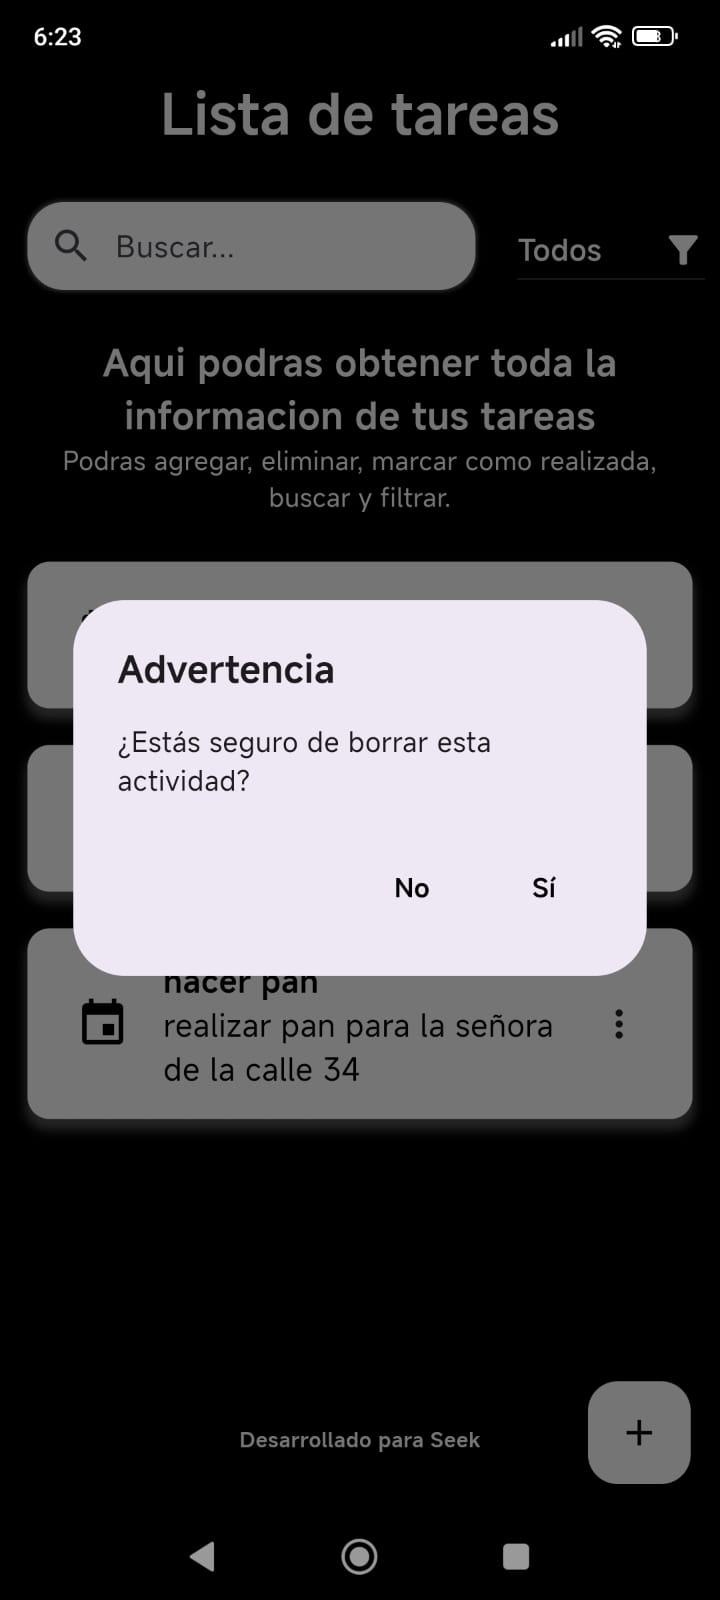 6:23
Lista de tareas
Buscar...
Todos
Aqui podras obtener toda la
informacion de tus tareas
Podras agregar, eliminar, marcar como realizada,
buscar y filtrar.
Advertencia
¿Estás seguro de borrar esta
actividad?
No
Sí
hacer pan
realizar pan para la señora
de la calle 34
Desarrollado para Seek